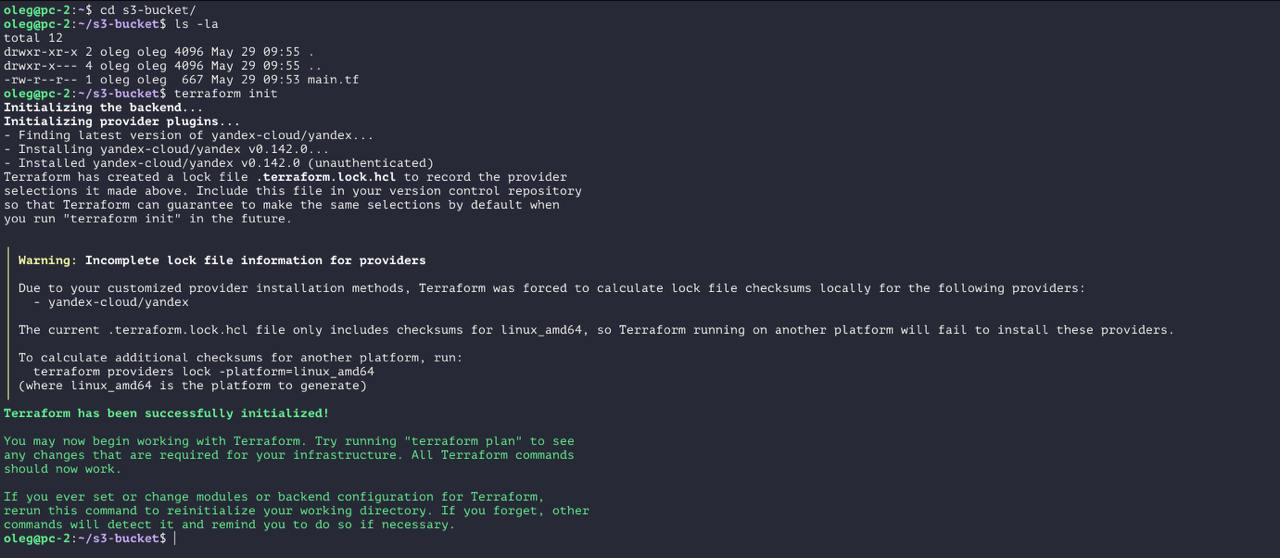 oleg@pc-2:~$ cd s3-bucket/
oleg@pc-2:~/s3-bucket$ ls -la
total 12
drwxr-xr-x 2 oleg oleg 4096 May 29 09:55 .
drwxr-x--- 4 oleg oleg 4096 May 29 09:55 ..
-rw-r--r-- 1 oleg oleg  667 May 29 09:53 main.tf
oleg@pc-2:~/s3-bucket$ terraform init
Initializing the backend...
Initializing provider plugins...
- Finding latest version of yandex-cloud/yandex...
- Installing yandex-cloud/yandex v0.142.0...
- Installed yandex-cloud/yandex v0.142.0 (unauthenticated)
Terraform has created a lock file .terraform.lock.hcl to record the provider
selections it made above. Include this file in your version control repository
so that Terraform can guarantee to make the same selections by default when
you run "terraform init" in the future.
Warning: Incomplete lock file information for providers
Due to your customized provider installation methods, Terraform was forced to calculate lock file checksums locally for the following providers:
  - yandex-cloud/yandex
The current .terraform.lock.hcl file only includes checksums for linux_amd64, so Terraform running on another platform will fail to install these providers.
To calculate additional checksums for another platform, run:
  terraform providers lock -platform=linux_amd64
(where linux_amd64 is the platform to generate)
Terraform has been successfully initialized!
You may now begin working with Terraform. Try running "terraform plan" to see
any changes that are required for your infrastructure. All Terraform commands
should now work.
If you ever set or change modules or backend configuration for Terraform,
rerun this command to reinitialize your working directory. If you forget, other
commands will detect it and remind you to do so if necessary.
oleg@pc-2:~/s3-bucket$